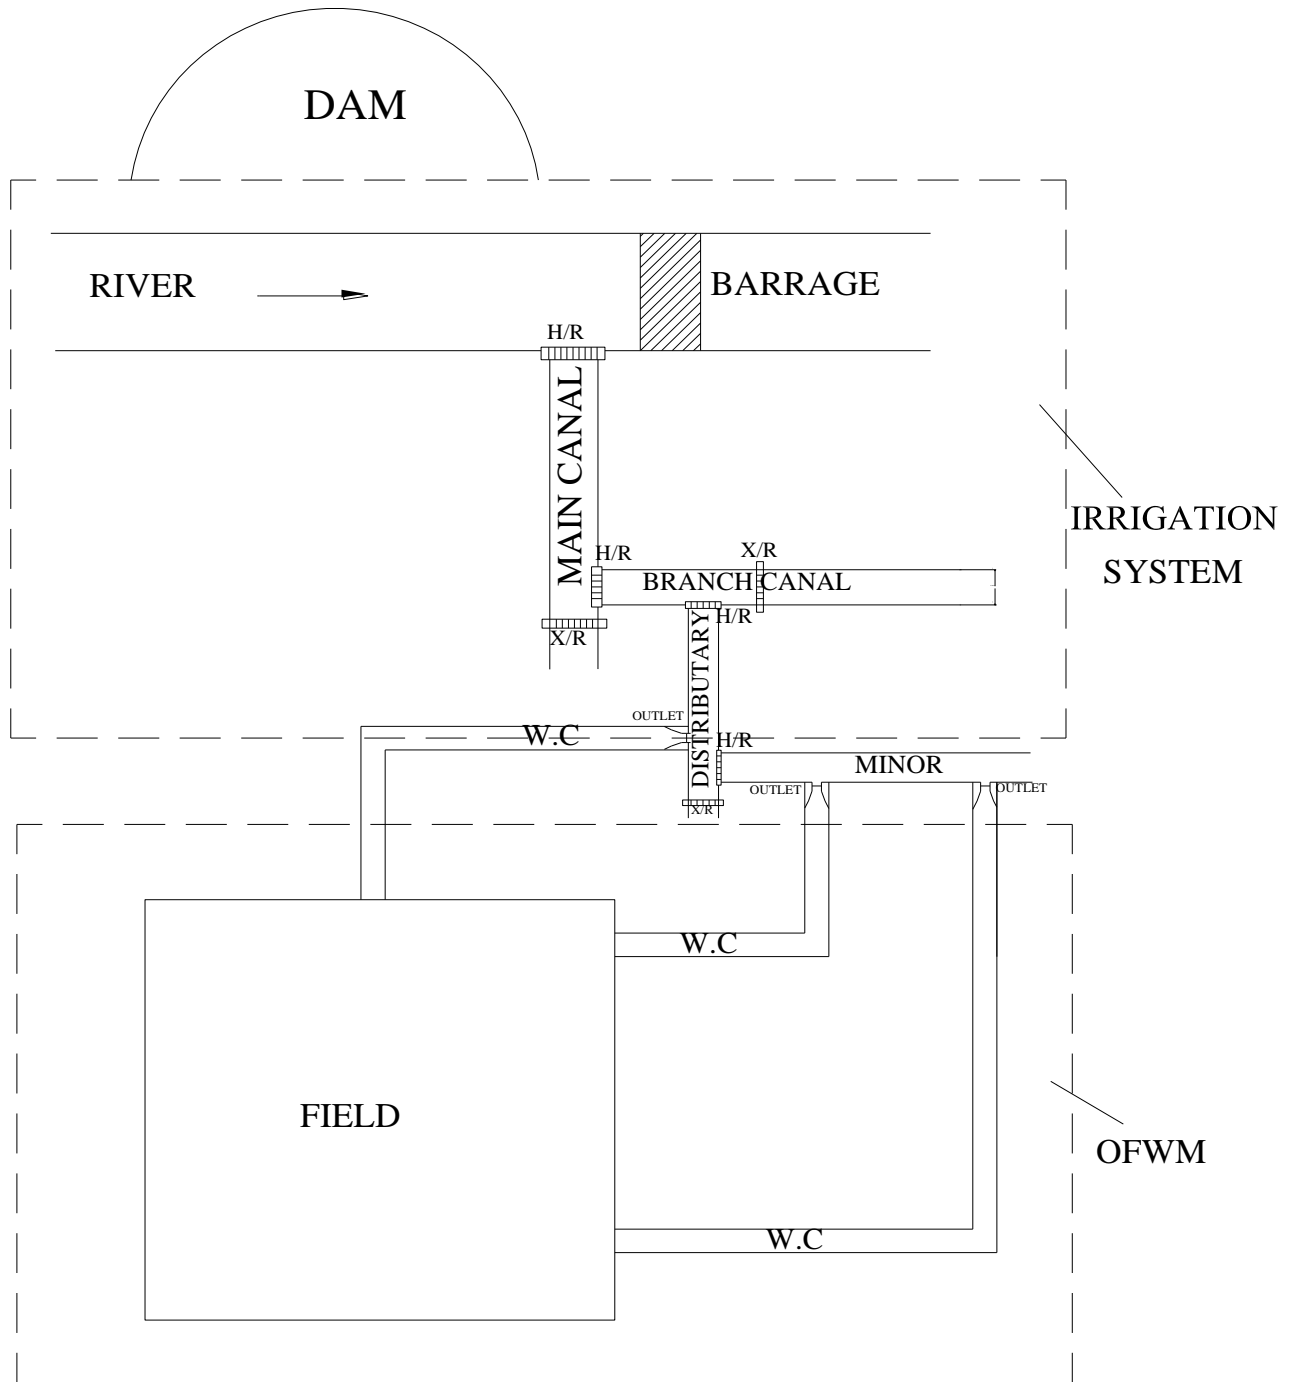 DAM
RIVER
BARRAGE
H/R
MAIN CANAL
IRRIGATION
SYSTEM
H/R
X/R
BRANCH CANAL
H/R
X/R
DISTRIBUTARY
OUTLET
W.C
H/R
MINOR
OUTLET
OUTLET
X/R
W.C
FIELD
OFWM
W.C